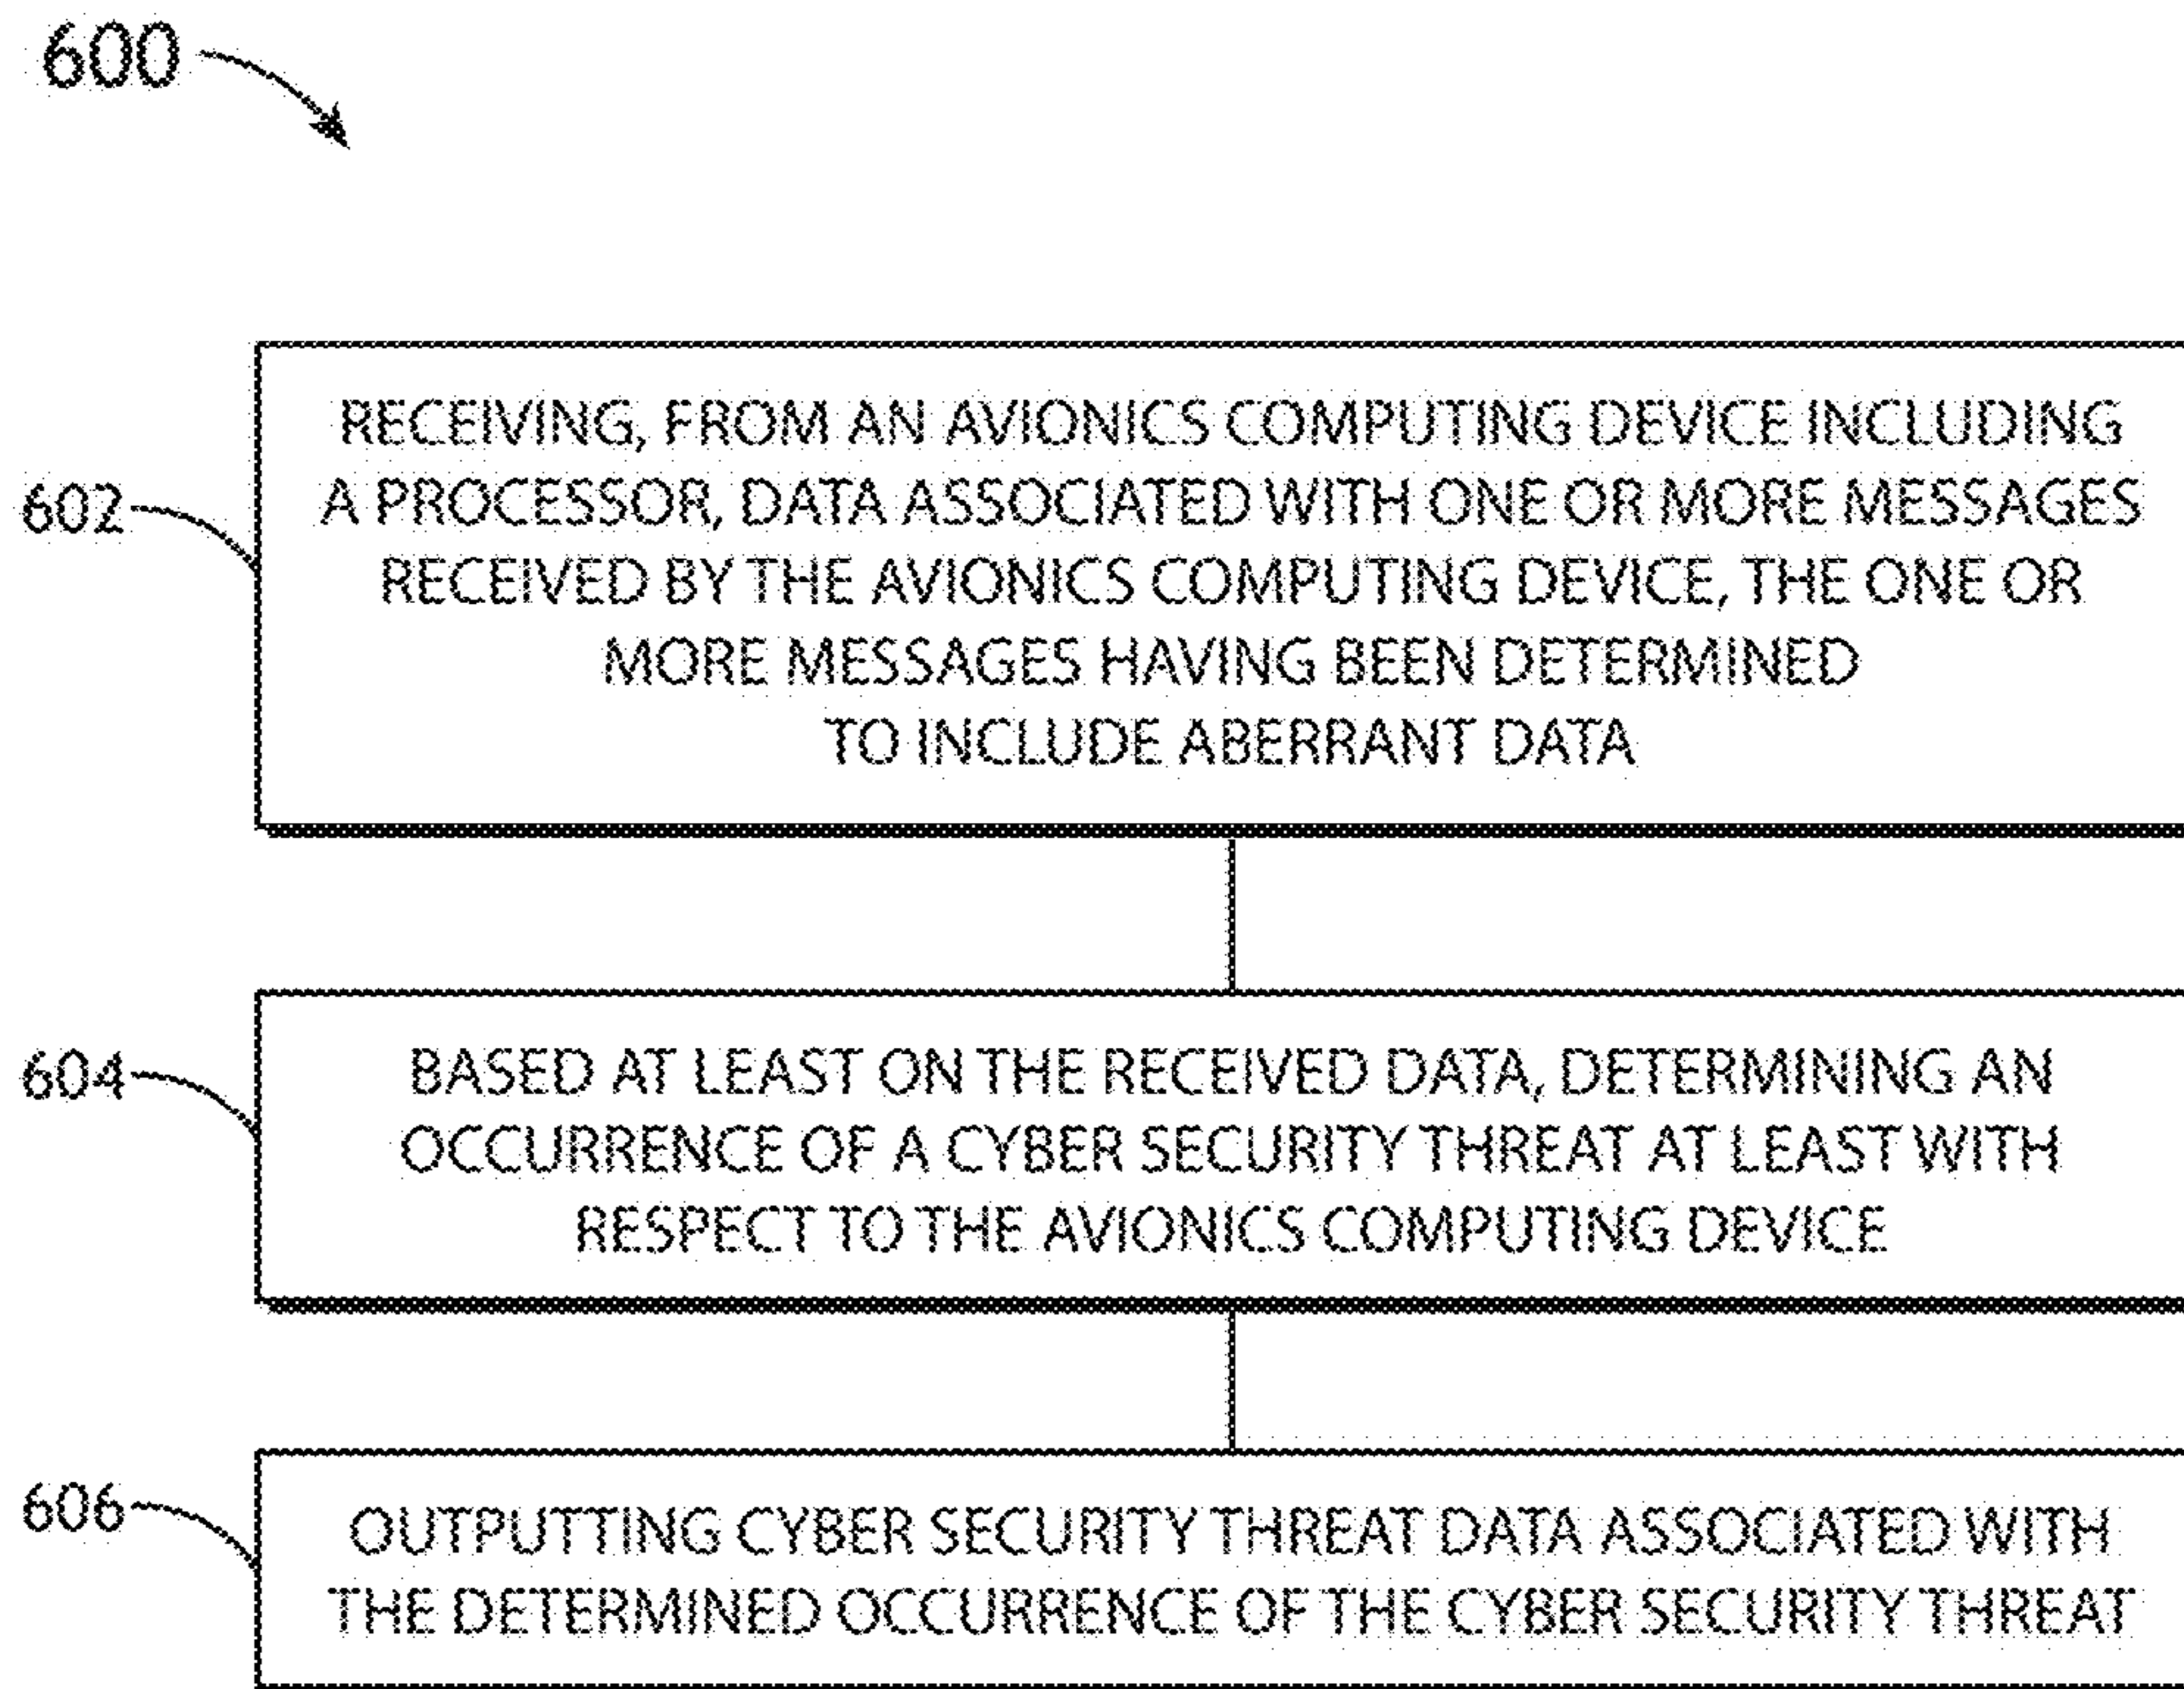 600
602
RECEIVING, FROM AN AVIONICS COMPUTING DEVICE INCLUDING
A PROCESSOR, DATA ASSOCIATED WITH ONE OR MORE MESSAGES
RECEIVED BY THE AVIONICS COMPUTING DEVICE, THE ONE OR
MORE MESSAGES HAVING BEEN DETERMINED
TO INCLUDE ABERRANT DATA
604
BASED AT LEAST ON THE RECEIVED DATA, DETERMINING AN
OCCURRENCE OF A CYBER SECURITY THREAT AT LEAST WITH
RESPECT TO THE AVIONICS COMPUTING DEVICE
606
OUTPUTTING CYBER SECURITY THREAT DATA ASSOCIATED WITH
THE DETERMINED OCCURRENCE OF THE CYBER SECURITY THREAT